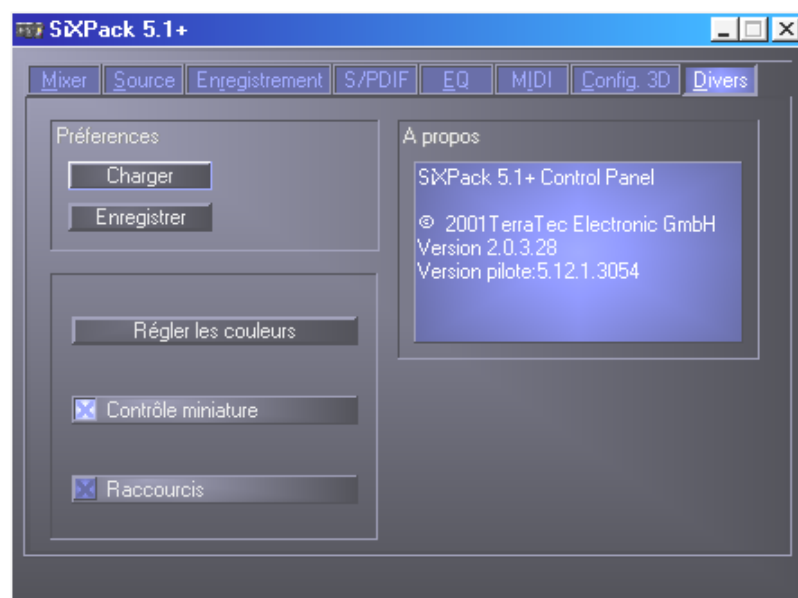 SiXPack 5.1+
Mixer Source Enregistrement S/PDIF EQ MIDI Config. 3D Divers
Préferences
Charger
Enregistrer
Régler les couleurs
Contrôle miniature
Raccourcis
A propos
SiXPack 5.1+ Control Panel
© 2001TerraTec Electronic GmbH
Version 2.0.3.28
Version pilote:5.12.1.3054